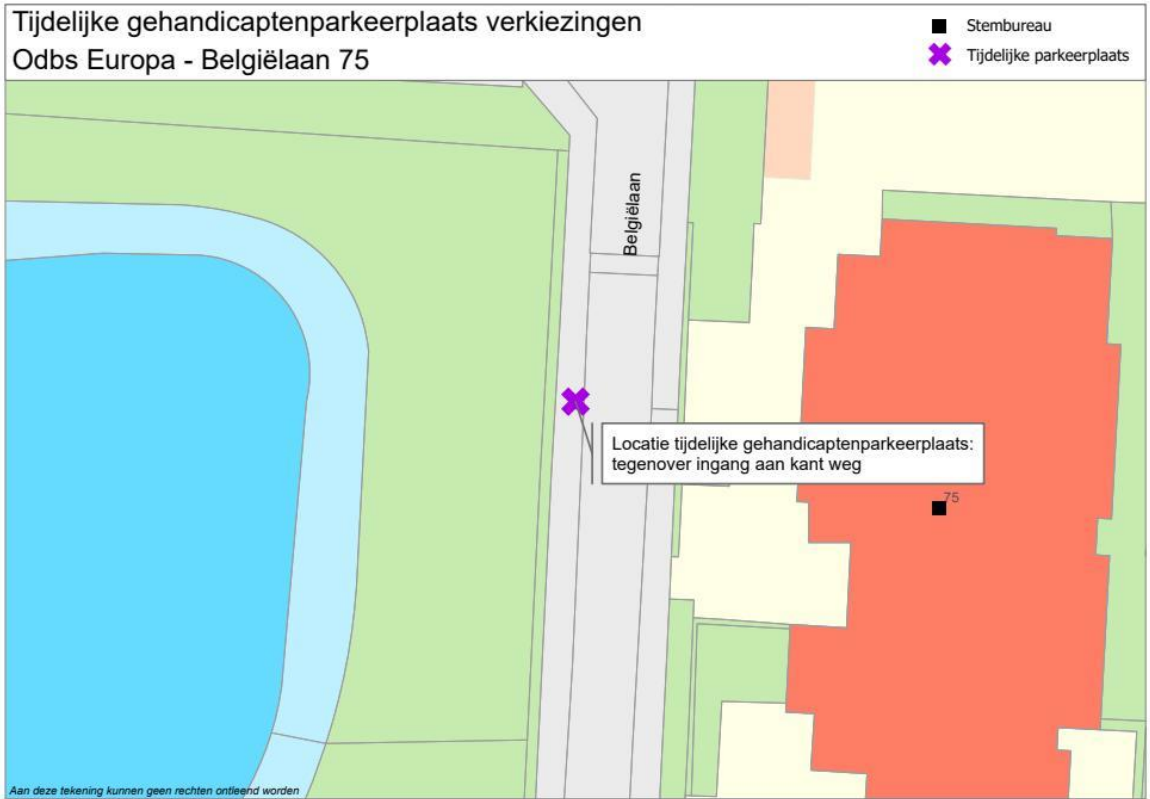 Tijdelijke gehandicaptenparkeerplaats verkiezingen
Odbs Europa - Belgiëlaan 75
Stembureau
Tijdelijke parkeerplaats
Belgiëlaan
Locatie tijdelijke gehandicaptenparkeerplaats:
tegenover ingang aan kant weg
75
Aan deze tekening kunnen geen rechten ontleend worden